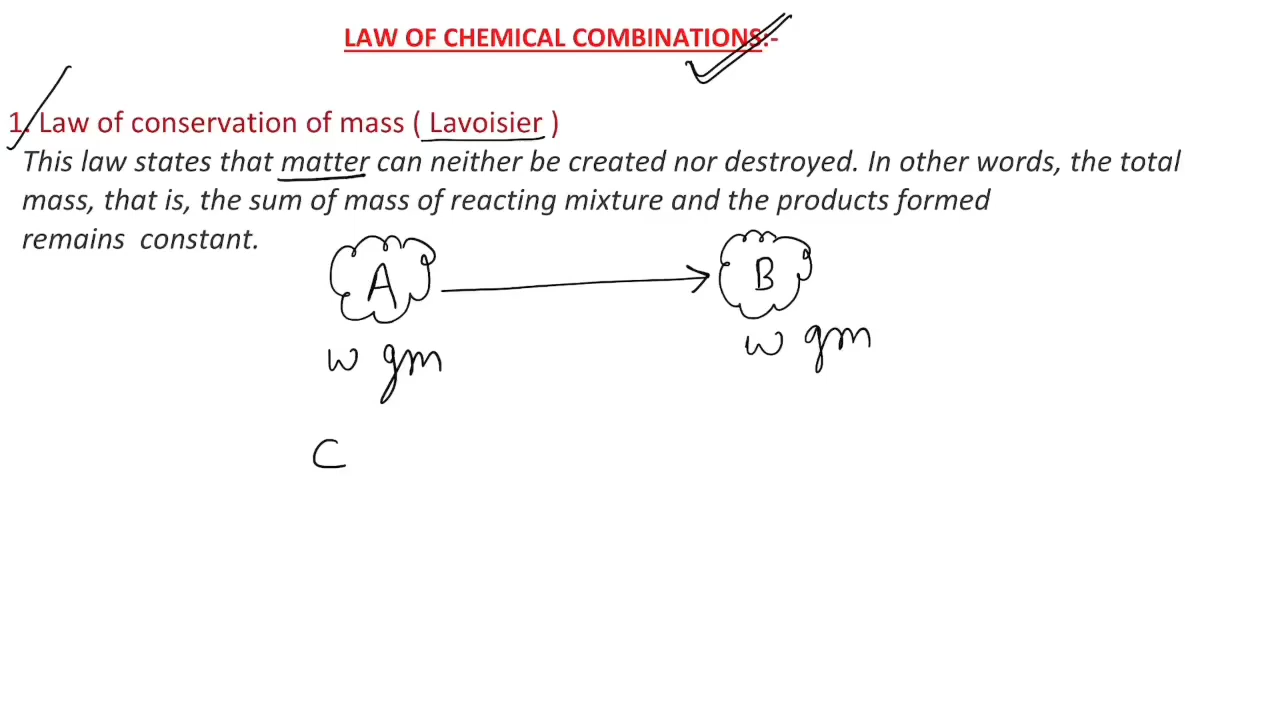 LAW OF CHEMICAL COMBINATIONS:-
1. Law of conservation of mass ( Lavoisier )
This law states that matter can neither be created nor destroyed. In other words, the total
mass, that is, the sum of mass of reacting mixture and the products formed
remains constant.
A B
w gm w gm
C